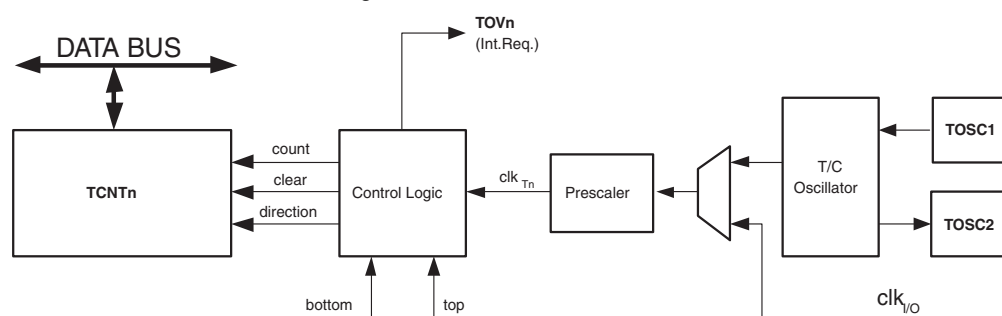 TOVn
(Int.Req.)
DATA BUS
TCNTn
count
clear
direction
Control Logic
clk Tn
Prescaler
T/C
Oscillator
TOSC1
TOSC2
bottom
top
clk I/O